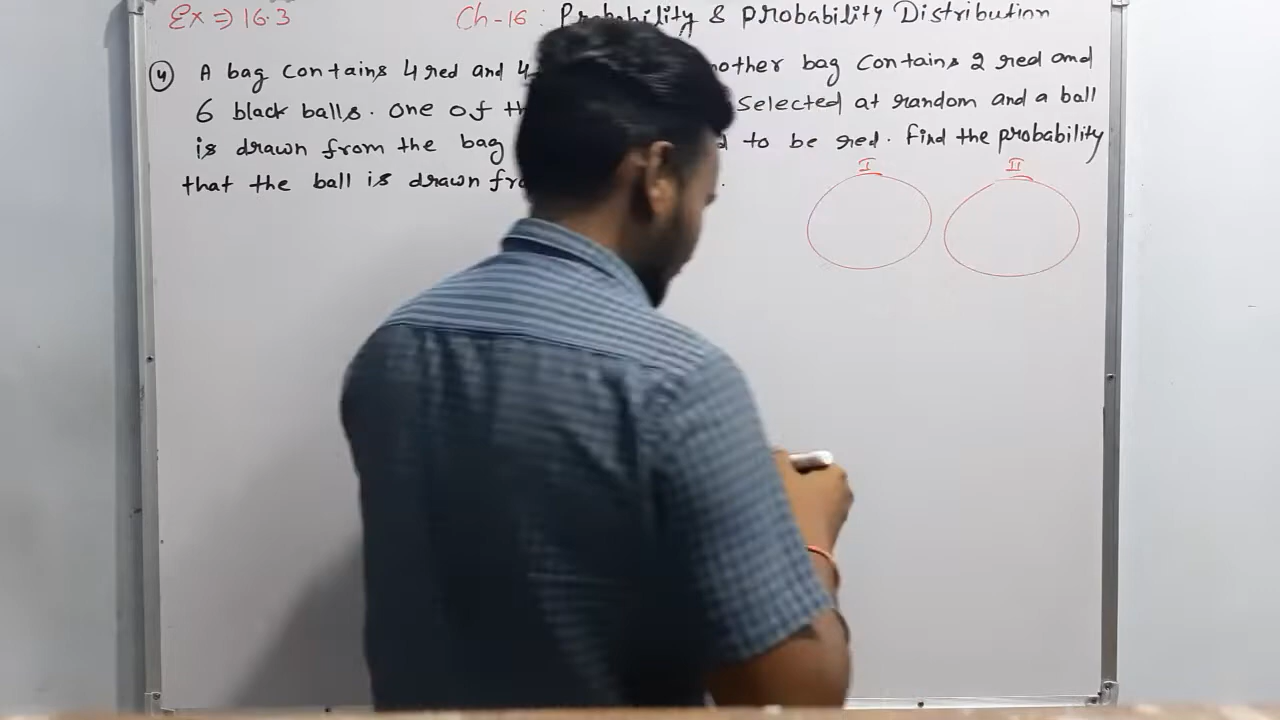 Ex => 16.3 Ch-16 : Probability & Probability Distribution
(4) A bag contains 4 red and 4 another bag contains 2 red and
6 black balls. One of th selected at random and a ball
is drawn from the bag to be red. Find the probability
that the ball is drawn fro
I II